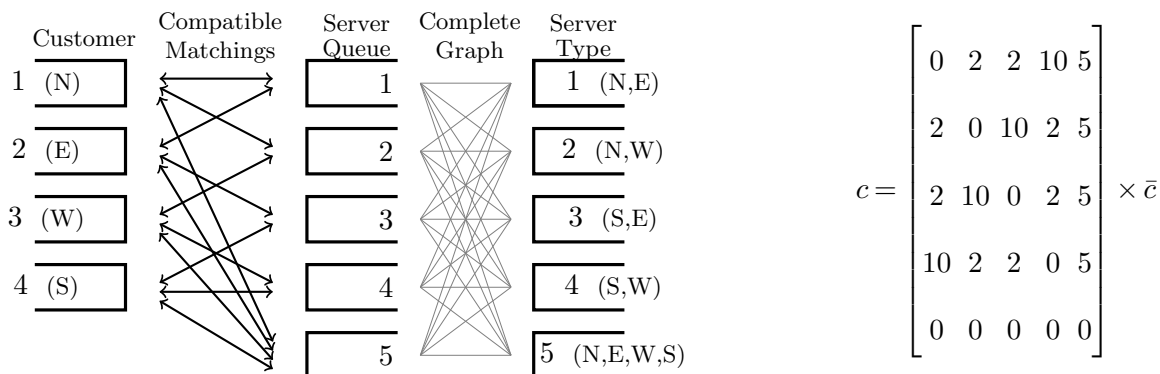 Customer
Compatible
Matchings
Server
Queue
Complete
Graph
Server
Type
1 (N) 1 1 (N,E)
2 (E) 2 2 (N,W)
3 (W) 3 3 (S,E)
4 (S) 4 4 (S,W)
5 5 (N,E,W,S)
c =
0 2 2 10 5
2 0 10 2 5
2 10 0 2 5
10 2 2 0 5
0 0 0 0 0
× c̄